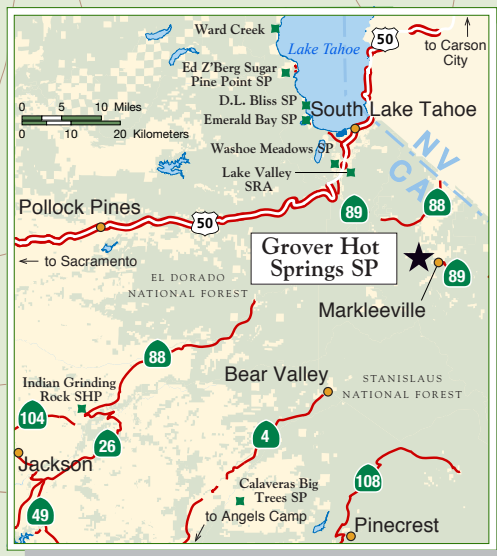 Ward Creek
Lake Tahoe
50
to Carson
City
Ed Z’Berg Sugar
Pine Point SP
0 5 10 Miles
0 10 20 Kilometers
D.L. Bliss SP
Emerald Bay SP
South Lake Tahoe
Washoe Meadows SP
Lake Valley
SRA
NV
CA
Pollock Pines
50
89
88
to Sacramento
Grover Hot
Springs SP
89
EL DORADO
NATIONAL FOREST
Markleeville
88
Bear Valley
STANISLAUS
NATIONAL FOREST
Indian Grinding
Rock SHP
104
26
4
Jackson
Calaveras Big
Trees SP
108
49
to Angels Camp
Pinecrest